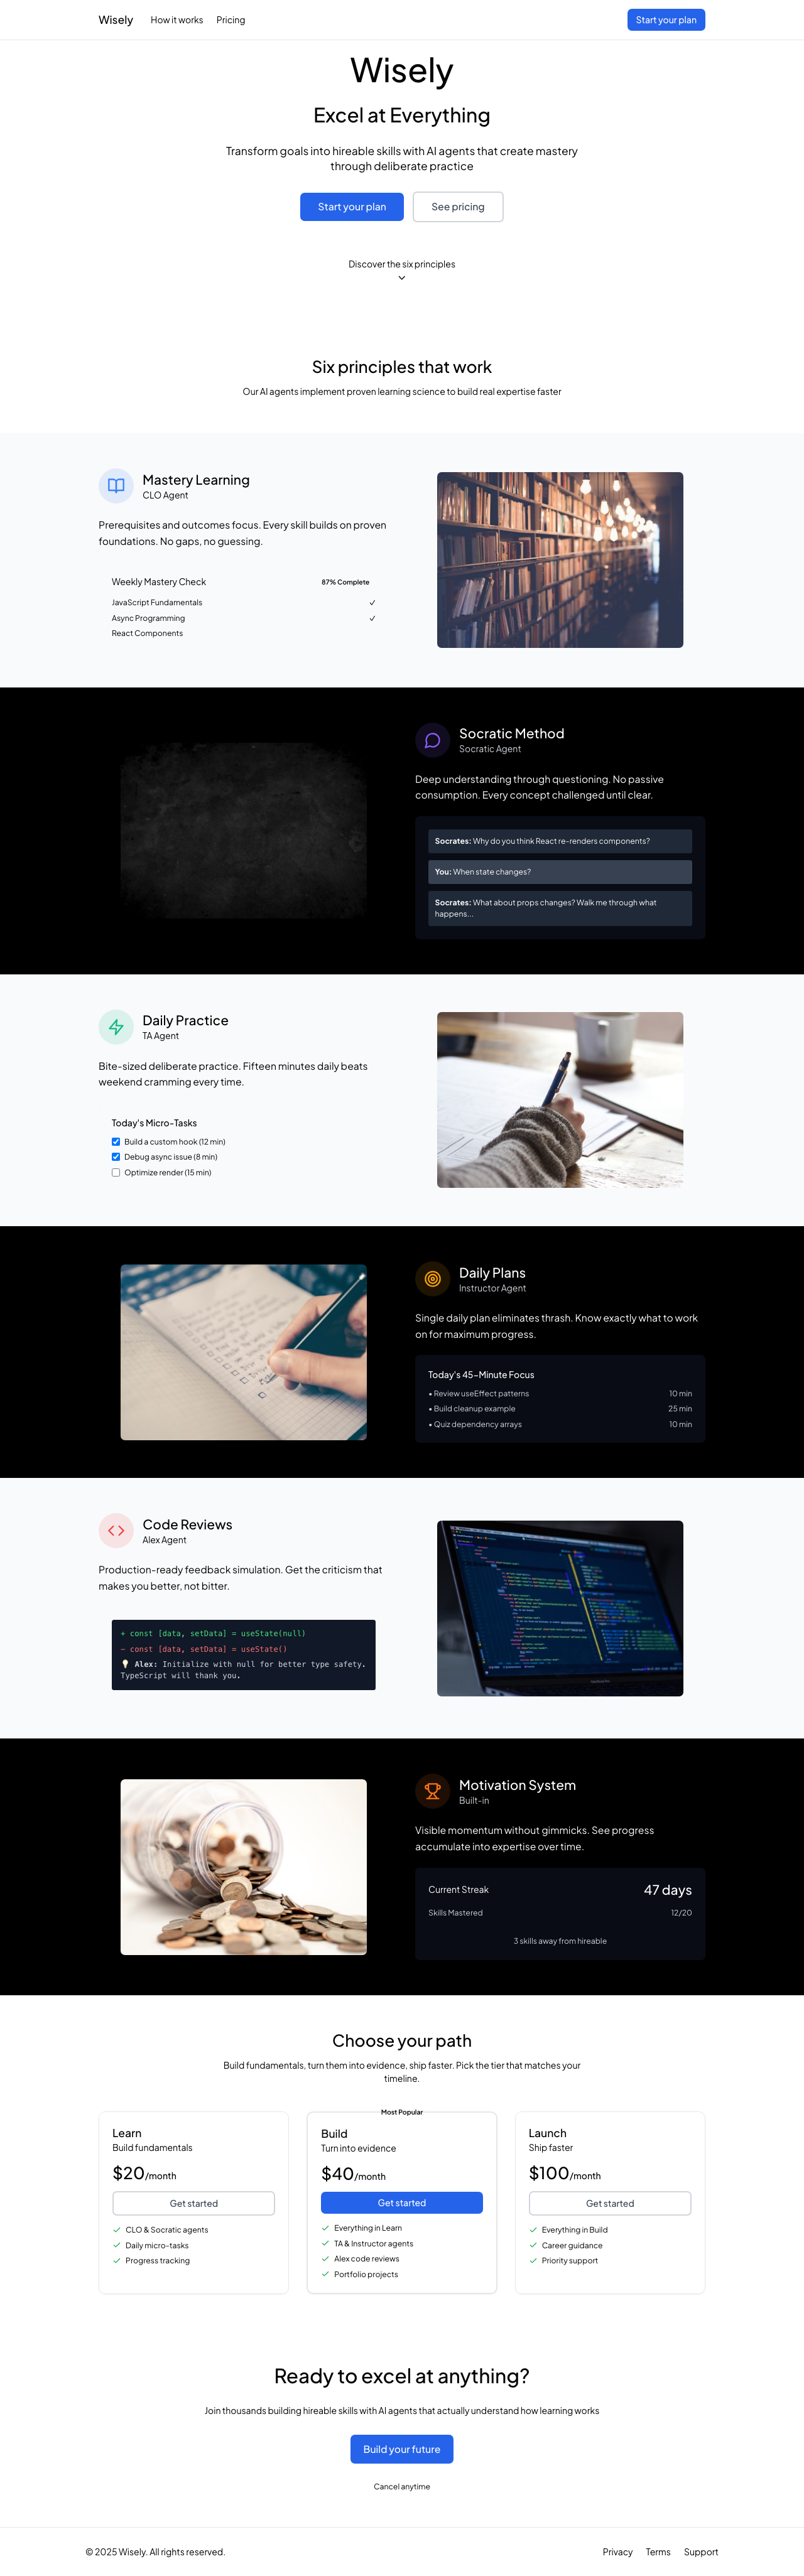 Wisely How it works Pricing Start your plan
Wisely
Excel at Everything
Transform goals into hireable skills with AI agents that create mastery
through deliberate practice
Start your plan See pricing
Discover the six principles
Six principles that work
Our AI agents implement proven learning science to build real expertise faster
Mastery Learning
CLO Agent
Prerequisites and outcomes focus. Every skill builds on proven
foundations. No gaps, no guessing.
Weekly Mastery Check 87% Complete
JavaScript Fundamentals ✓
Async Programming ✓
React Components
Socratic Method
Socratic Agent
Deep understanding through questioning. No passive
consumption. Every concept challenged until clear.
Socrates: Why do you think React re-renders components?
You: When state changes?
Socrates: What about props changes? Walk me through what
happens...
Daily Practice
TA Agent
Bite-sized deliberate practice. Fifteen minutes daily beats
weekend cramming every time.
Today's Micro-Tasks
Build a custom hook (12 min)
Debug async issue (8 min)
Optimize render (15 min)
Daily Plans
Instructor Agent
Single daily plan eliminates thrash. Know exactly what to work
on for maximum progress.
Today's 45-Minute Focus
• Review useEffect patterns 10 min
• Build cleanup example 25 min
• Quiz dependency arrays 10 min
Code Reviews
Alex Agent
Production-ready feedback simulation. Get the criticism that
makes you better, not bitter.
+ const [data, setData] = useState(null)
- const [data, setData] = useState()
💡 Alex: Initialize with null for better type safety.
TypeScript will thank you.
Motivation System
Built-in
Visible momentum without gimmicks. See progress
accumulate into expertise over time.
Current Streak 47 days
Skills Mastered 12/20
3 skills away from hireable
Choose your path
Build fundamentals, turn them into evidence, ship faster. Pick the tier that matches your
timeline.
Learn
Build fundamentals
$20/month
Get started
CLO & Socratic agents
Daily micro-tasks
Progress tracking
Most Popular
Build
Turn into evidence
$40/month
Get started
Everything in Learn
TA & Instructor agents
Alex code reviews
Portfolio projects
Launch
Ship faster
$100/month
Get started
Everything in Build
Career guidance
Priority support
Ready to excel at anything?
Join thousands building hireable skills with AI agents that actually understand how learning works
Build your future
Cancel anytime
© 2025 Wisely. All rights reserved. Privacy Terms Support